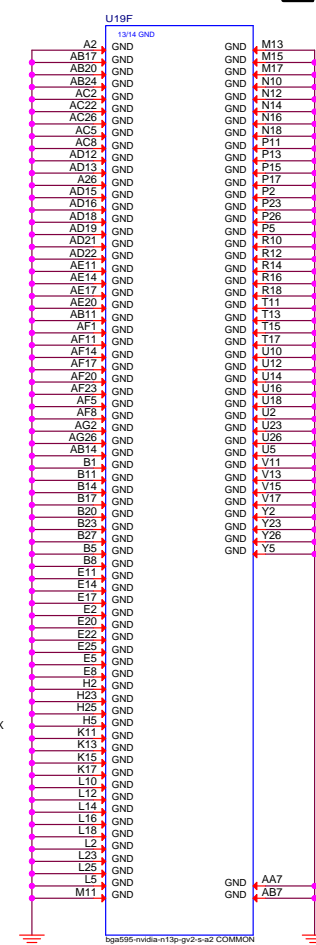 U19F
13/14 GND
A2 GND GND M13
AB17 GND GND M15
AB20 GND GND M17
AB24 GND GND N10
AC2 GND GND N12
AC22 GND GND N14
AC26 GND GND N16
AC5 GND GND N18
AC8 GND GND P11
AD12 GND GND P13
AD13 GND GND P15
A26 GND GND P17
AD15 GND GND P2
AD16 GND GND P23
AD18 GND GND P26
AD19 GND GND P5
AD21 GND GND R10
AD22 GND GND R12
AE11 GND GND R14
AE14 GND GND R16
AE17 GND GND R18
AE20 GND GND T11
AB11 GND GND T13
AF1 GND GND T15
AF11 GND GND T17
AF14 GND GND U10
AF17 GND GND U12
AF20 GND GND U14
AF23 GND GND U16
AF5 GND GND U18
AF8 GND GND U2
AG2 GND GND U23
AG26 GND GND U26
AB14 GND GND U5
B1 GND GND V11
B11 GND GND V13
B14 GND GND V15
B17 GND GND V17
B20 GND GND Y2
B23 GND GND Y23
B27 GND GND Y26
B5 GND GND Y5
B8 GND
E11 GND
E14 GND
E17 GND
E2 GND
E20 GND
E22 GND
E25 GND
E5 GND
E8 GND
H2 GND
H23 GND
H25 GND
H5 GND
K11 GND
K13 GND
K15 GND
K17 GND
L10 GND
L12 GND
L14 GND
L16 GND
L18 GND
L2 GND
L23 GND
L25 GND
L5 GND GND AA7
M11 GND GND AB7
bga595-nvidia-n13p-gv2-s-a2 COMMON